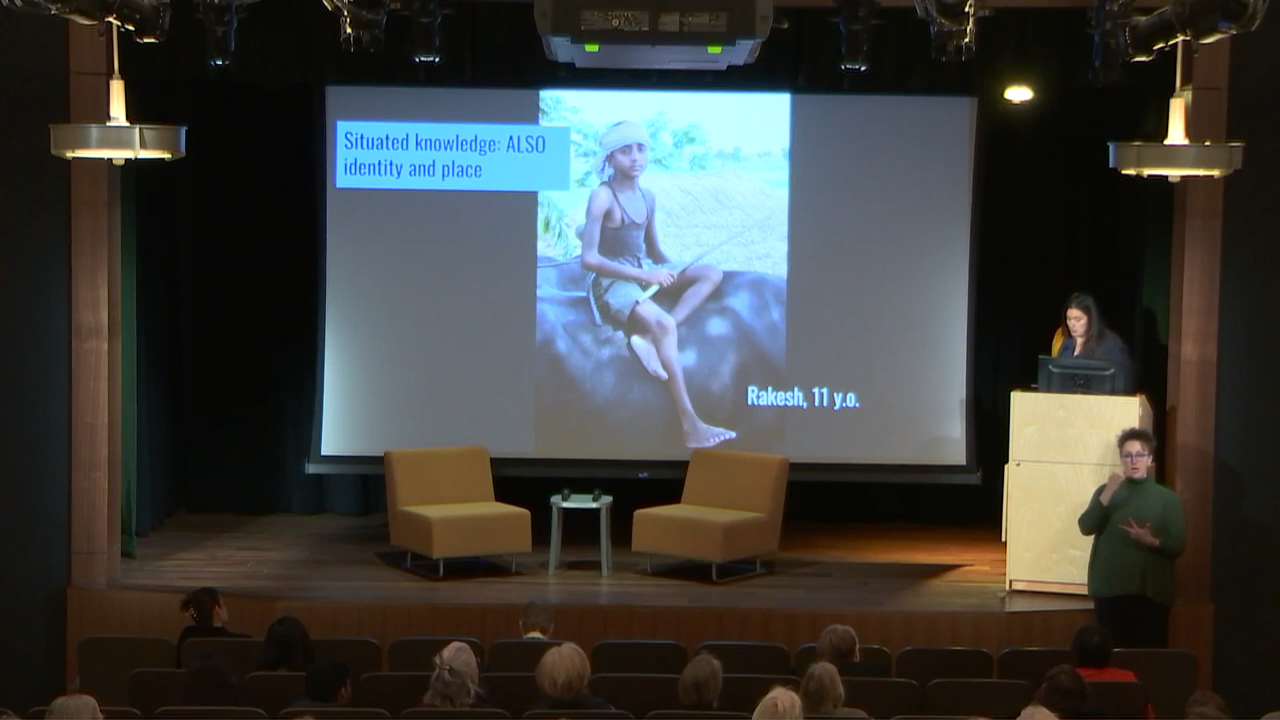 Situated knowledge: ALSO
identity and place
Rakesh, 11 y.o.